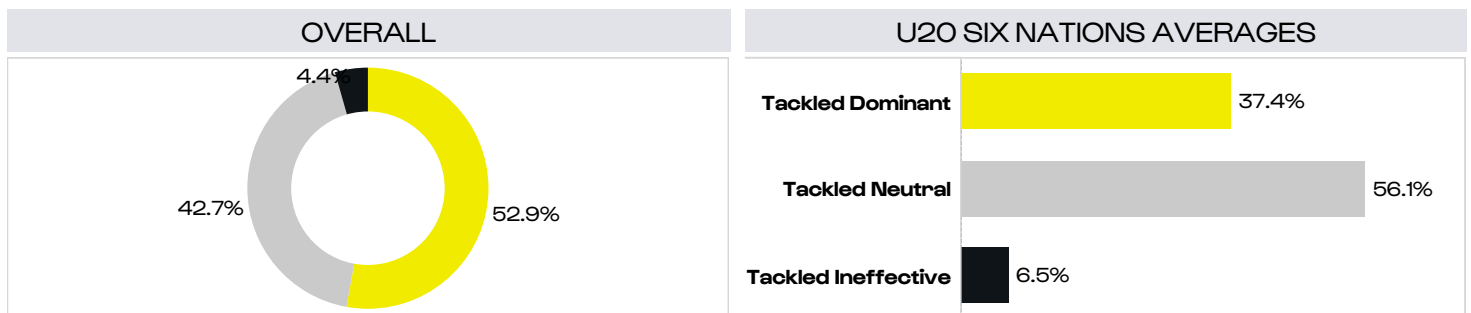 OVERALL
4.4%
42.7%
52.9%
U20 SIX NATIONS AVERAGES
Tackled Dominant 37.4%
Tackled Neutral 56.1%
Tackled Ineffective 6.5%